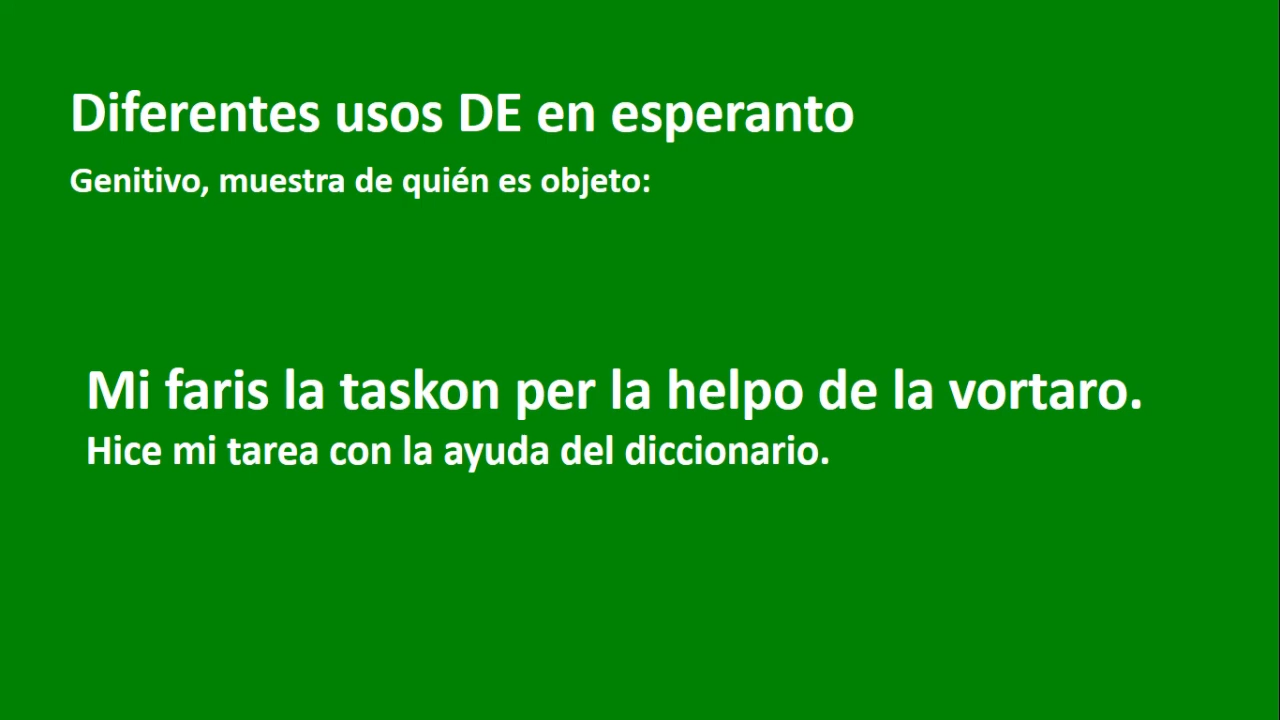 Diferentes usos DE en esperanto
Genitivo, muestra de quién es objeto:
Mi faris la taskon per la helpo de la vortaro.
Hice mi tarea con la ayuda del diccionario.